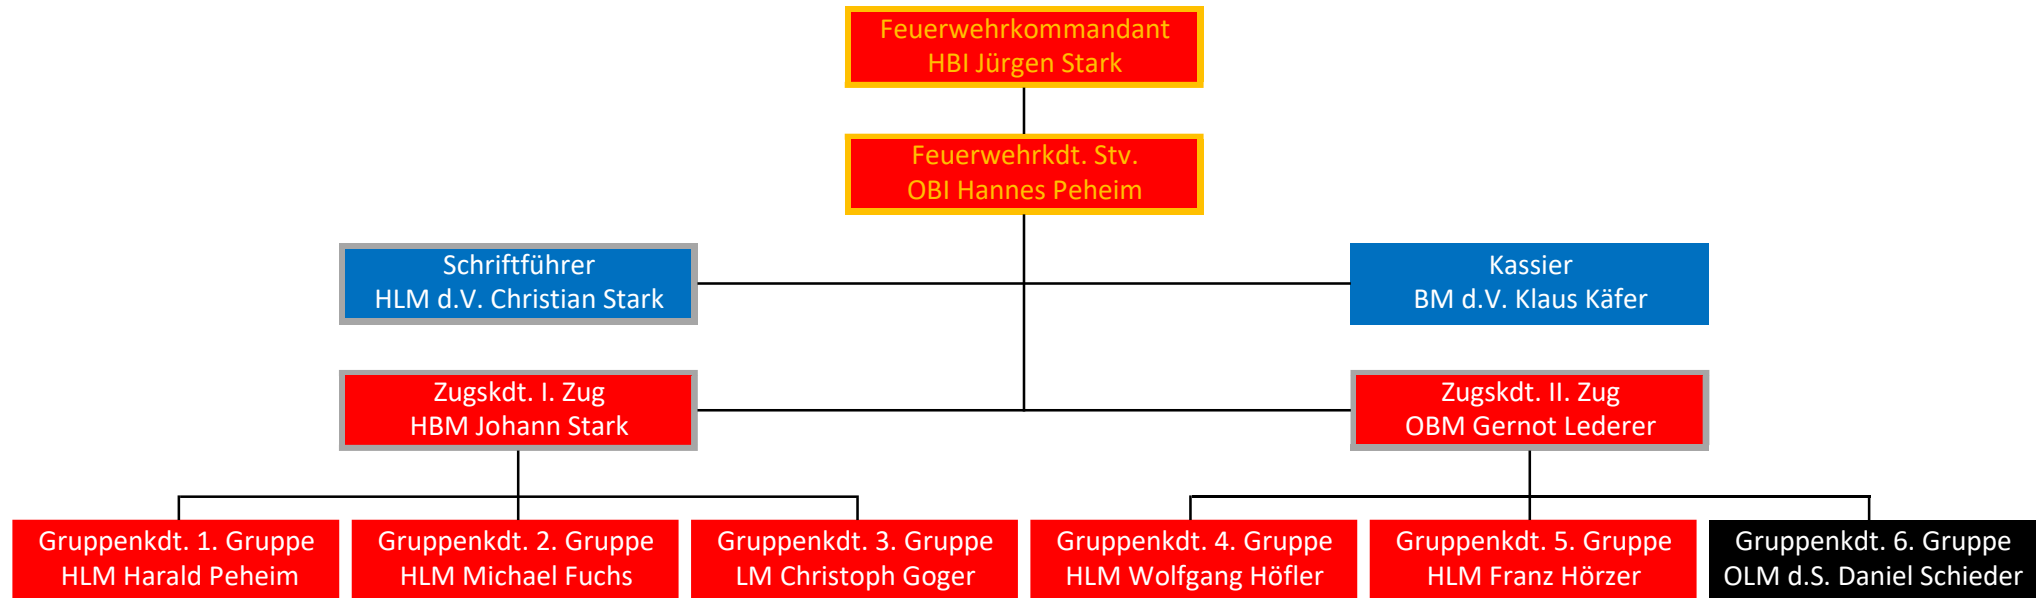 Feuerwehrkommandant
HBI Jürgen Stark
Feuerwehrkdt. Stv.
OBI Hannes Peheim
Schriftführer
HLM d.V. Christian Stark
Kassier
BM d.V. Klaus Käfer
Zugskdt. I. Zug
HBM Johann Stark
Zugskdt. II. Zug
OBM Gernot Lederer
Gruppenkdt. 1. Gruppe
HLM Harald Peheim
Gruppenkdt. 2. Gruppe
HLM Michael Fuchs
Gruppenkdt. 3. Gruppe
LM Christoph Goger
Gruppenkdt. 4. Gruppe
HLM Wolfgang Höfler
Gruppenkdt. 5. Gruppe
HLM Franz Hörzer
Gruppenkdt. 6. Gruppe
OLM d.S. Daniel Schieder